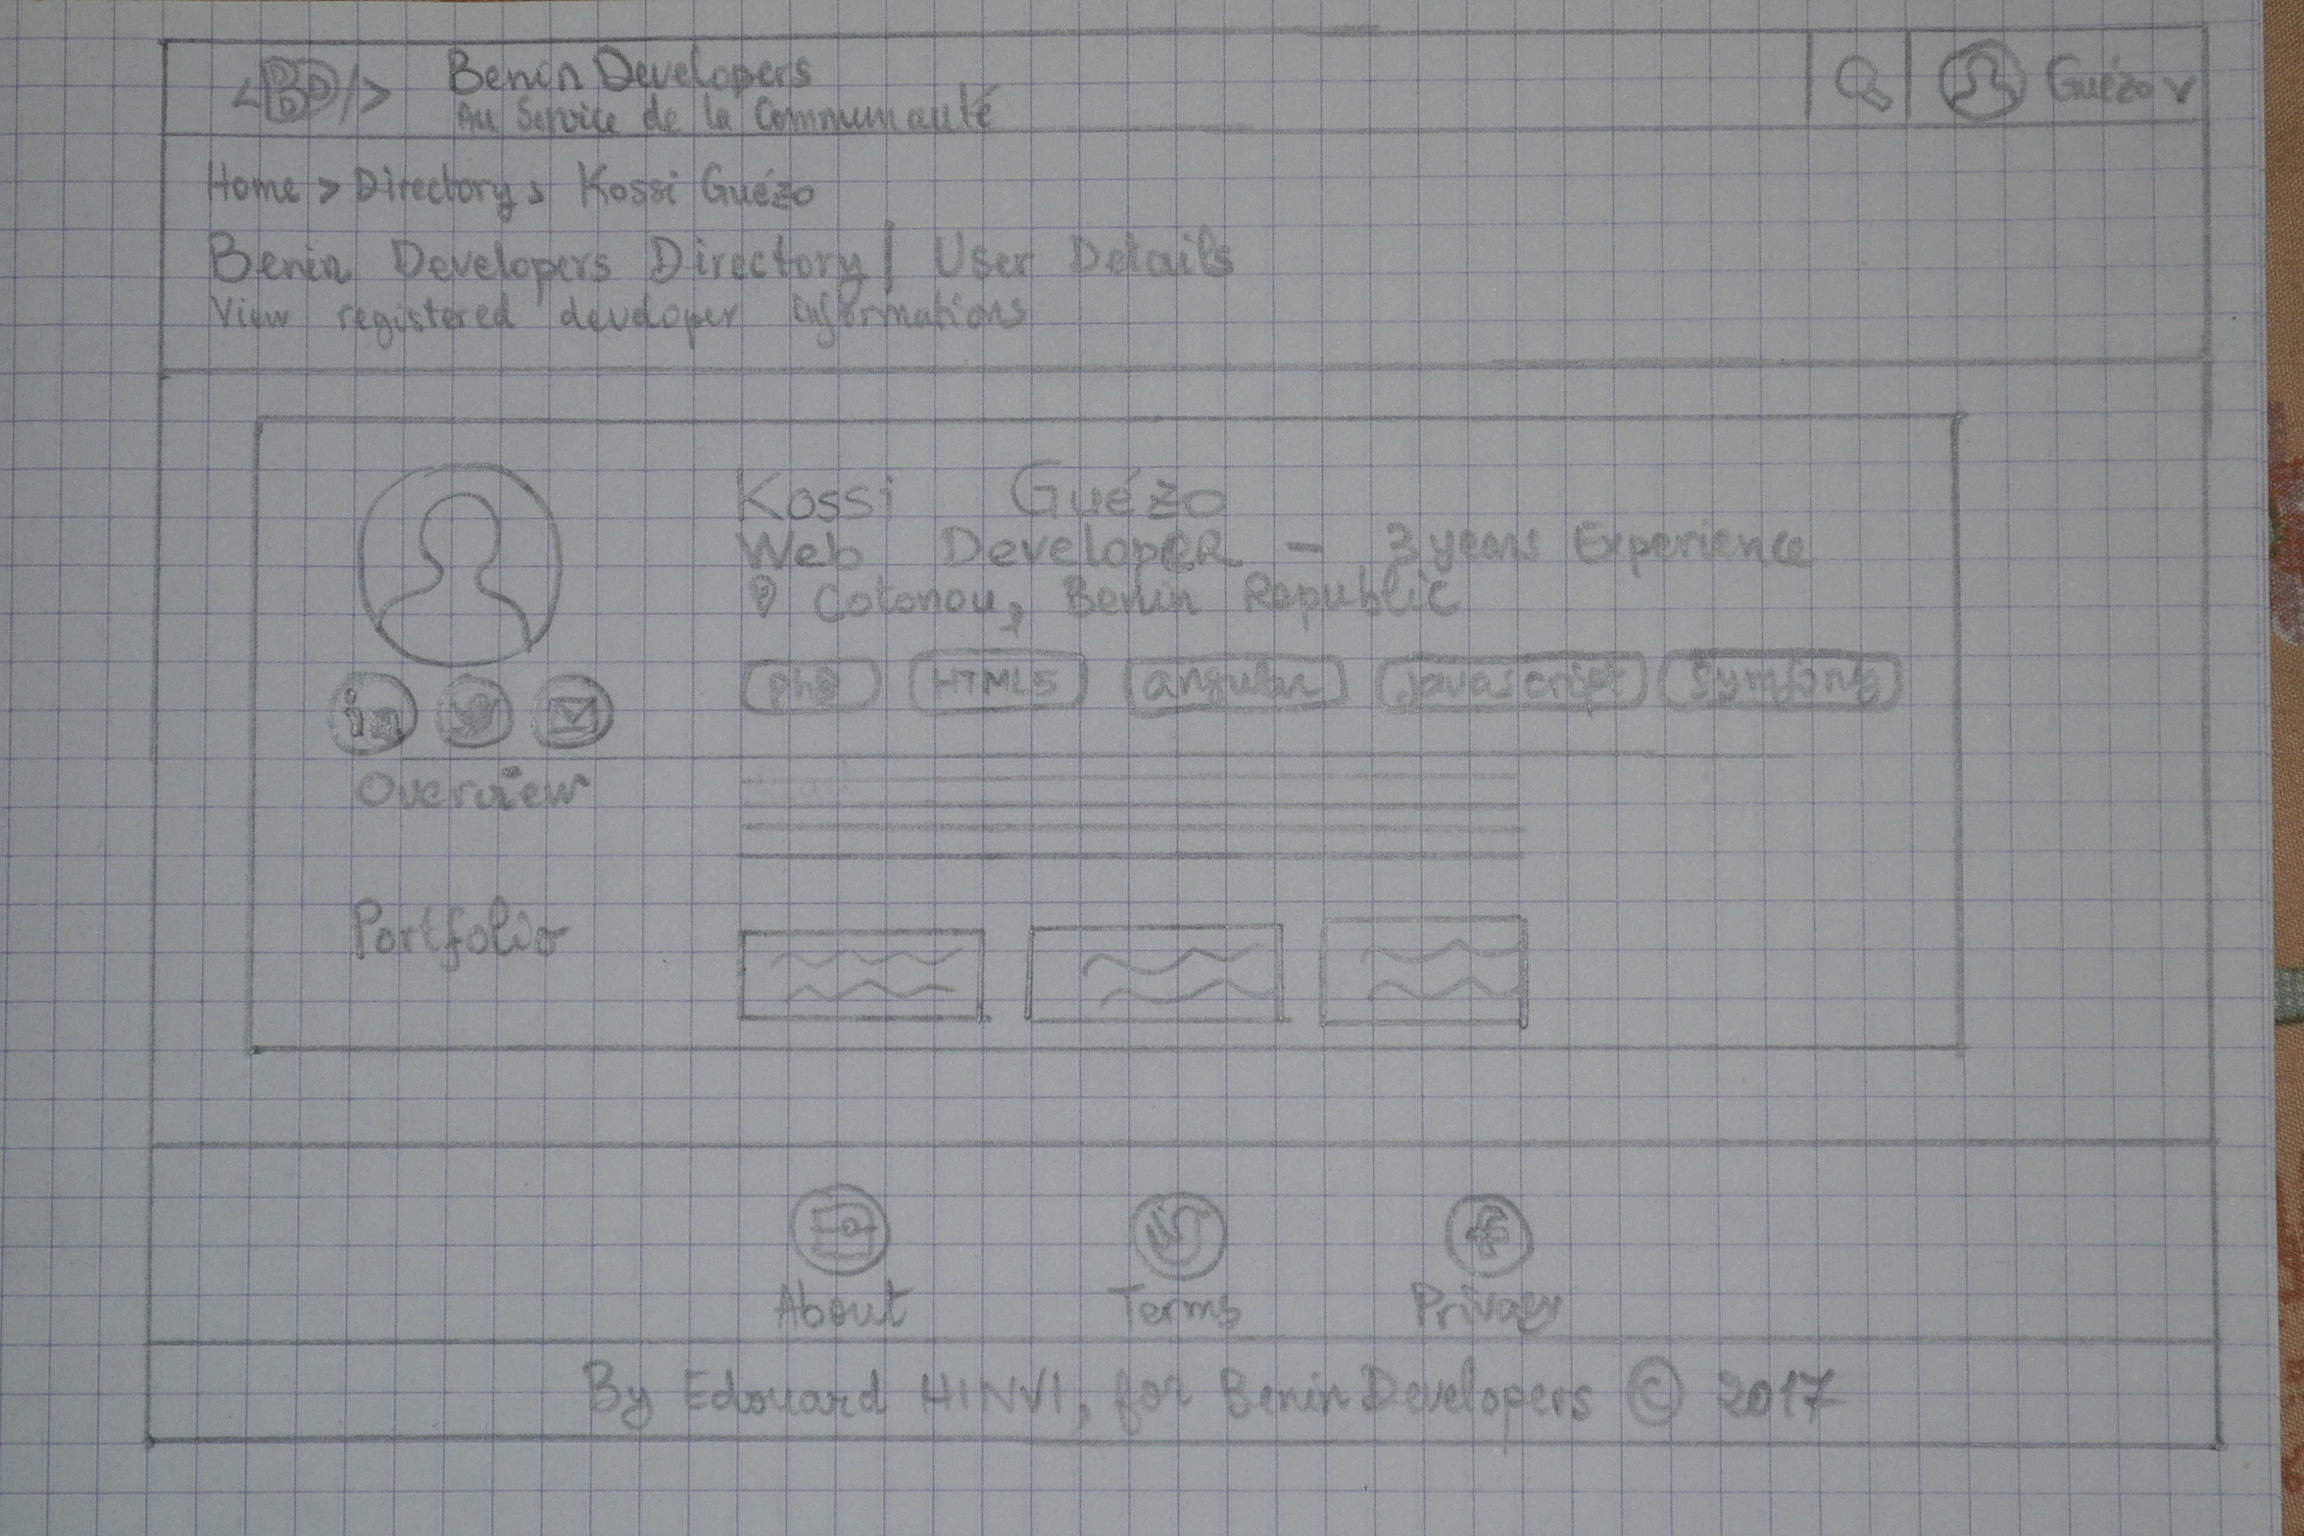 <BDD/> Benin Developers
Au Service de la Communauté
Guézo v
Home > Directory > Kossi Guézo
Benin Developers Directory | User Details
View registered developer informations
Kossi Guézo
Web Developer - 3 years Experience
Cotonou, Benin Republic
php HTML5 angular javascript Symfony
in
Overview
Portfolio
About Terms Privacy
By Edouard HINVI, for Benin Developers © 2017